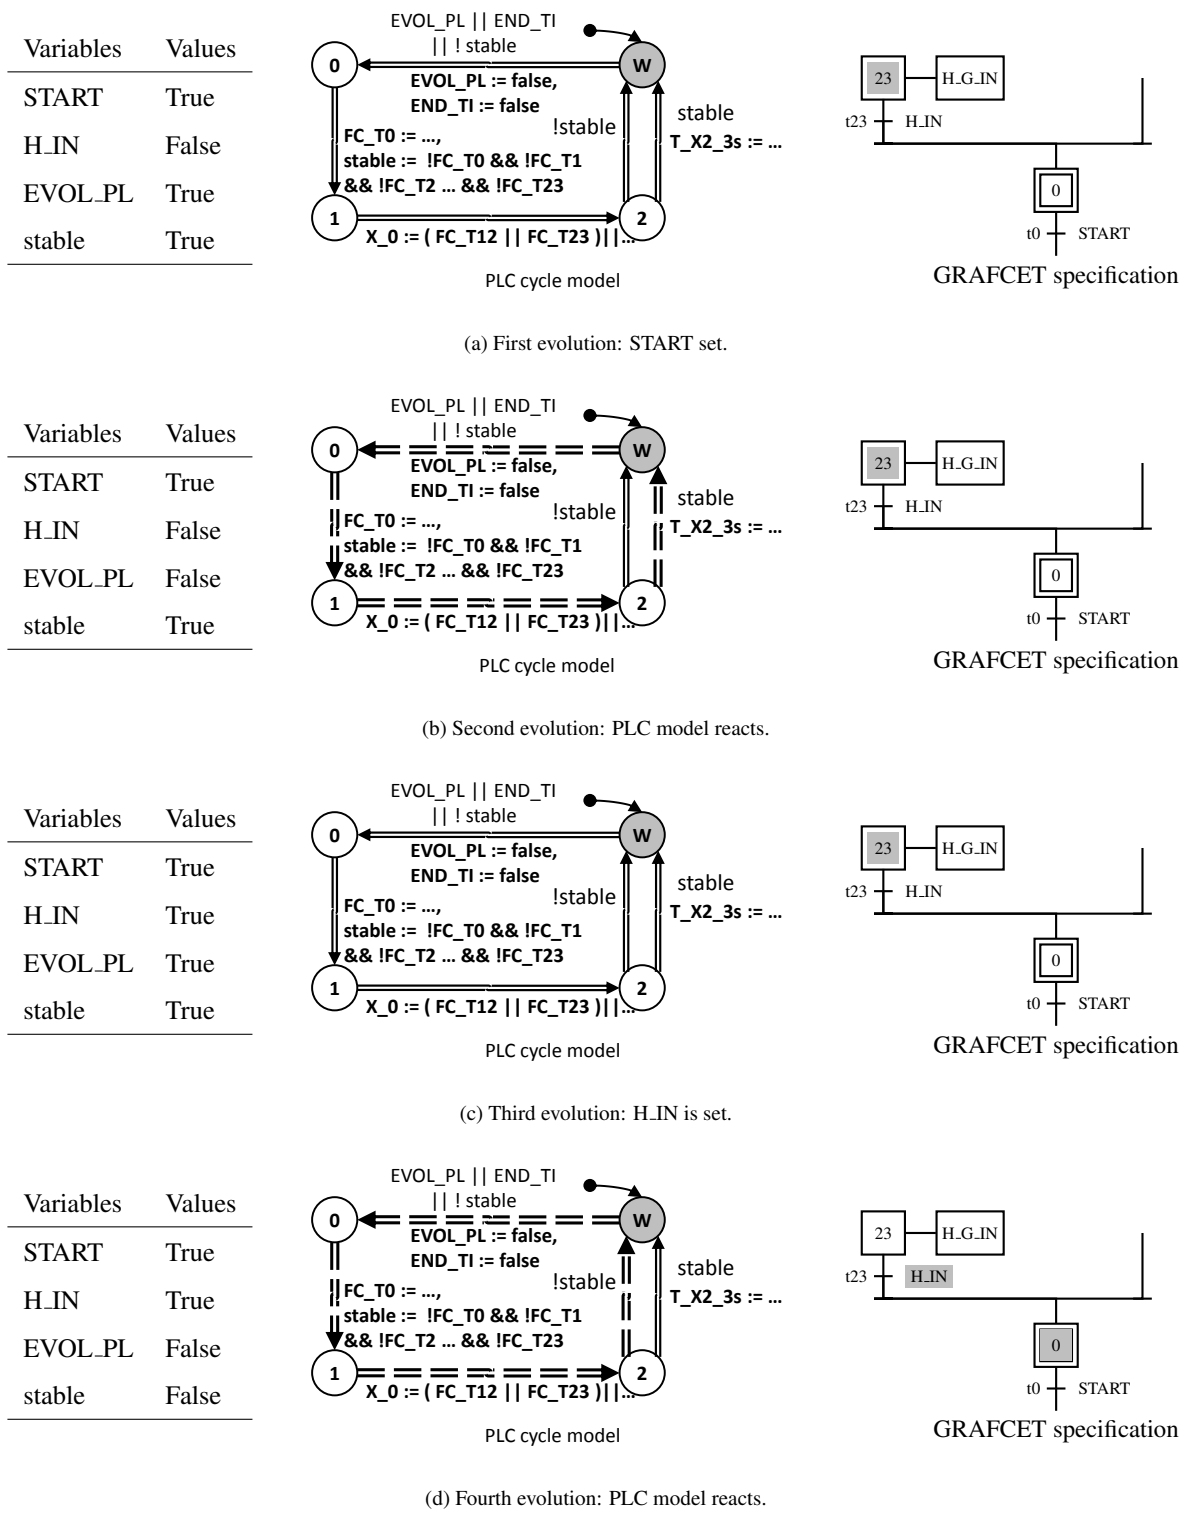 Variables Values
START True
H_IN False
EVOL_PL True
stable True
EVOL_PL || END_TI
|| ! stable
0
W
EVOL_PL := false,
END_TI := false
FC_T0 := ...,
stable := !FC_T0 && !FC_T1
&& !FC_T2 ... && !FC_T23
!stable
stable
T_X2_3s := ...
1
2
X_0 := ( FC_T12 || FC_T23 )||...
PLC cycle model
23
H_G_IN
t23
H_IN
0
t0
START
GRAFCET specification
(a) First evolution: START set.
Variables Values
START True
H_IN False
EVOL_PL False
stable True
EVOL_PL || END_TI
|| ! stable
0
W
EVOL_PL := false,
END_TI := false
FC_T0 := ...,
stable := !FC_T0 && !FC_T1
&& !FC_T2 ... && !FC_T23
!stable
stable
T_X2_3s := ...
1
2
X_0 := ( FC_T12 || FC_T23 )||...
PLC cycle model
23
H_G_IN
t23
H_IN
0
t0
START
GRAFCET specification
(b) Second evolution: PLC model reacts.
Variables Values
START True
H_IN True
EVOL_PL True
stable True
EVOL_PL || END_TI
|| ! stable
0
W
EVOL_PL := false,
END_TI := false
FC_T0 := ...,
stable := !FC_T0 && !FC_T1
&& !FC_T2 ... && !FC_T23
!stable
stable
T_X2_3s := ...
1
2
X_0 := ( FC_T12 || FC_T23 )||...
PLC cycle model
23
H_G_IN
t23
H_IN
0
t0
START
GRAFCET specification
(c) Third evolution: H_IN is set.
Variables Values
START True
H_IN True
EVOL_PL False
stable False
EVOL_PL || END_TI
|| ! stable
0
W
EVOL_PL := false,
END_TI := false
FC_T0 := ...,
stable := !FC_T0 && !FC_T1
&& !FC_T2 ... && !FC_T23
!stable
stable
T_X2_3s := ...
1
2
X_0 := ( FC_T12 || FC_T23 )||...
PLC cycle model
23
H_G_IN
t23
H_IN
0
t0
START
GRAFCET specification
(d) Fourth evolution: PLC model reacts.